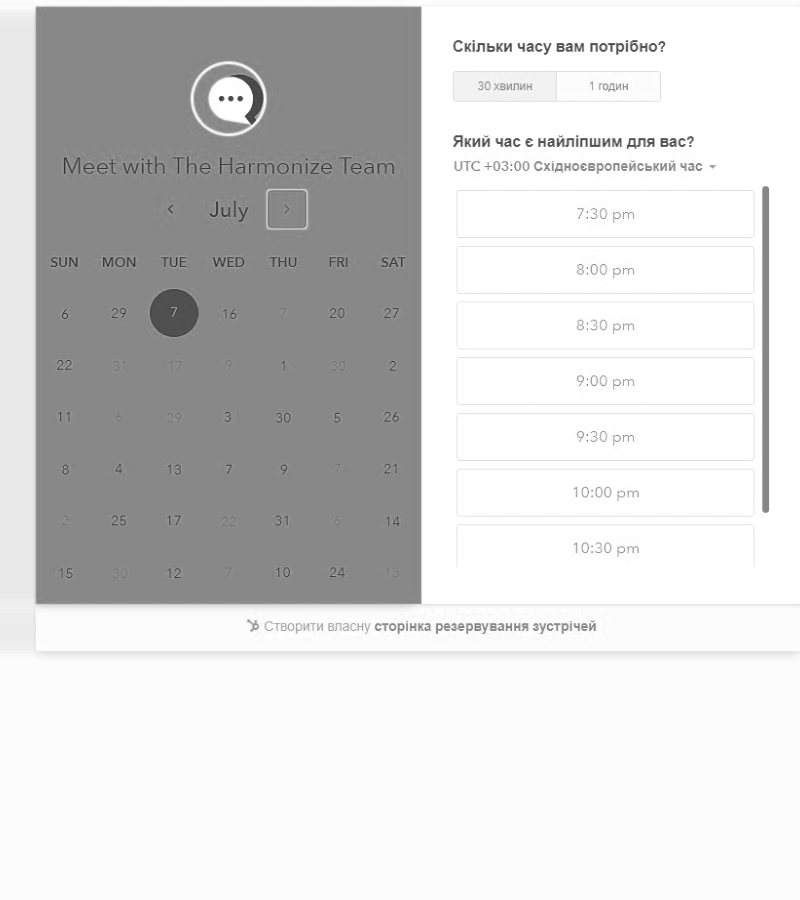 Meet with The Harmonize Team
July
SUN MON TUE WED THU FRI SAT
6 29 7 16 7 20 27
22 31 17 9 1 30 2
11 6 29 3 30 5 26
8 4 13 7 9 7 21
2 25 17 22 31 6 14
15 30 12 7 10 24 13
Скільки часу вам потрібно?
30 хвилин 1 годин
Який час є найліпшим для вас?
UTC +03:00 Східноєвропейський час
7:30 pm
8:00 pm
8:30 pm
9:00 pm
9:30 pm
10:00 pm
10:30 pm
Створити власну сторінка резервування зустрічей